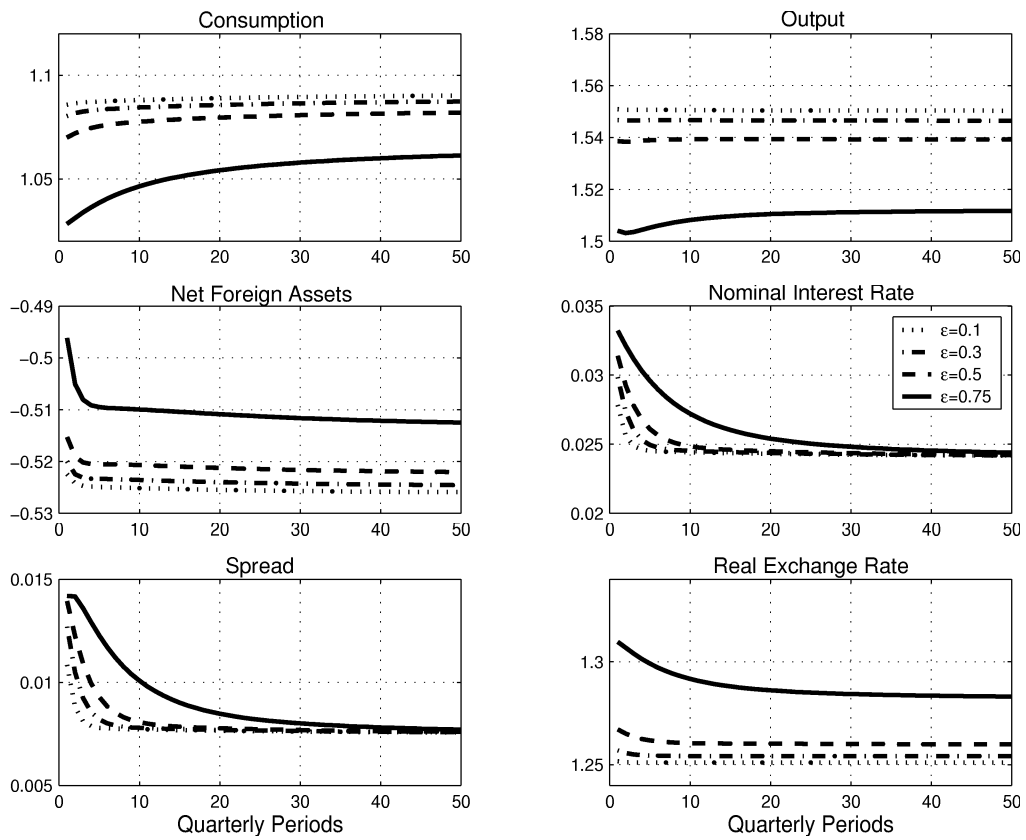 Consumption
1.1
1.05
0 10 20 30 40 50
Output
1.58
1.56
1.54
1.52
1.5
0 10 20 30 40 50
Net Foreign Assets
−0.49
−0.5
−0.51
−0.52
−0.53
0 10 20 30 40 50
Nominal Interest Rate
0.035
0.03
0.025
0.02
0 10 20 30 40 50
ε=0.1
ε=0.3
ε=0.5
ε=0.75
Spread
0.015
0.01
0.005
0 10 20 30 40 50
Quarterly Periods
Real Exchange Rate
1.3
1.25
0 10 20 30 40 50
Quarterly Periods